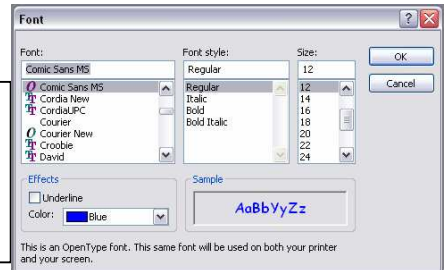 Font
Font: Font style: Size:
Comic Sans MS Regular 12 OK
Comic Sans MS Regular 12 Cancel
Cordia New Italic 14
CordiaUPC Bold 16
Courier Bold Italic 18
Courier New 20
Croobie 22
David 24
Effects Sample
Underline
Color: Blue AaBbYyZz
This is an OpenType font. This same font will be used on both your printer
and your screen.